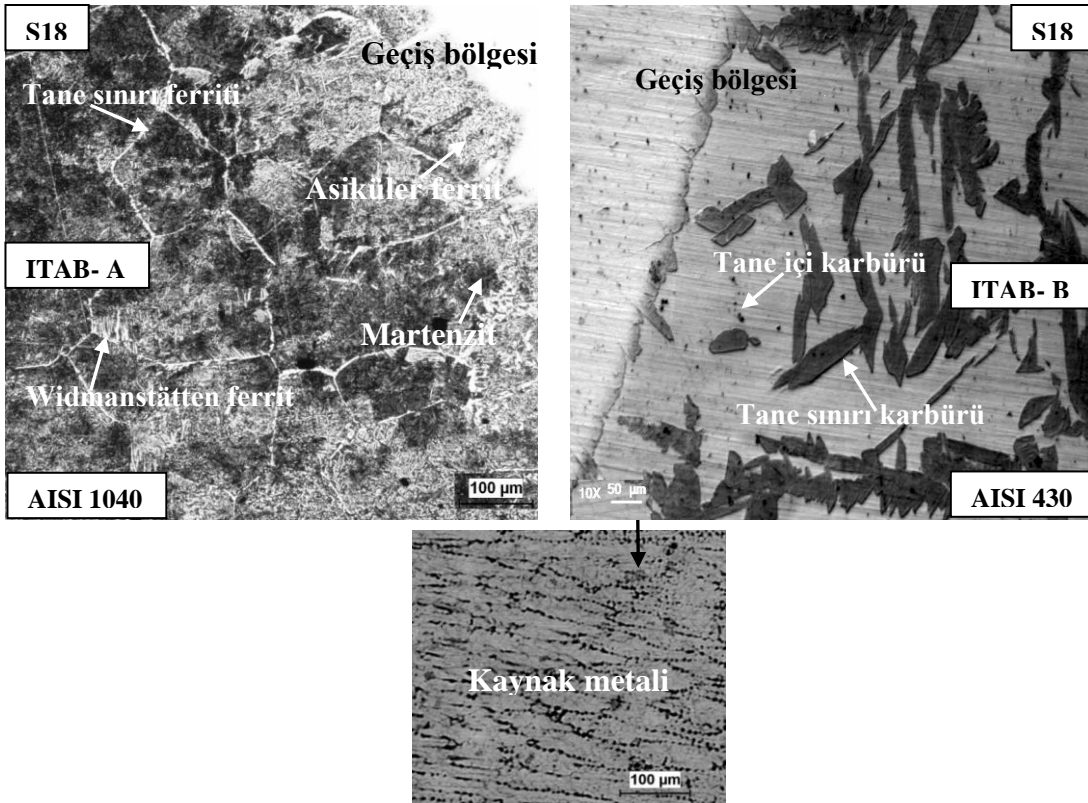 S18
Geçiş bölgesi
Tane sınırı ferriti
Asiküler ferrit
ITAB- A
Martenzit
Widmanstätten ferrit
AISI 1040
100 µm
S18
Geçiş bölgesi
Tane içi karbürü
ITAB- B
Tane sınırı karbürü
10X 50 µm
AISI 430
Kaynak metali
100 µm